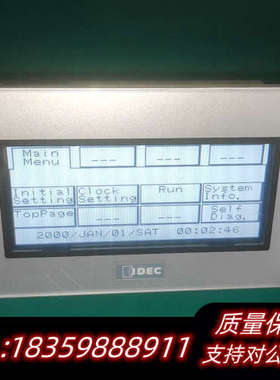 Main Menu --- --- ---
Initial Setting Clock Setting Run System Info.
TopPage --- --- Self Diag.
2000/JAN/01/SAT 00:02:46
IDEC
质量保
:18359888911 支持对公